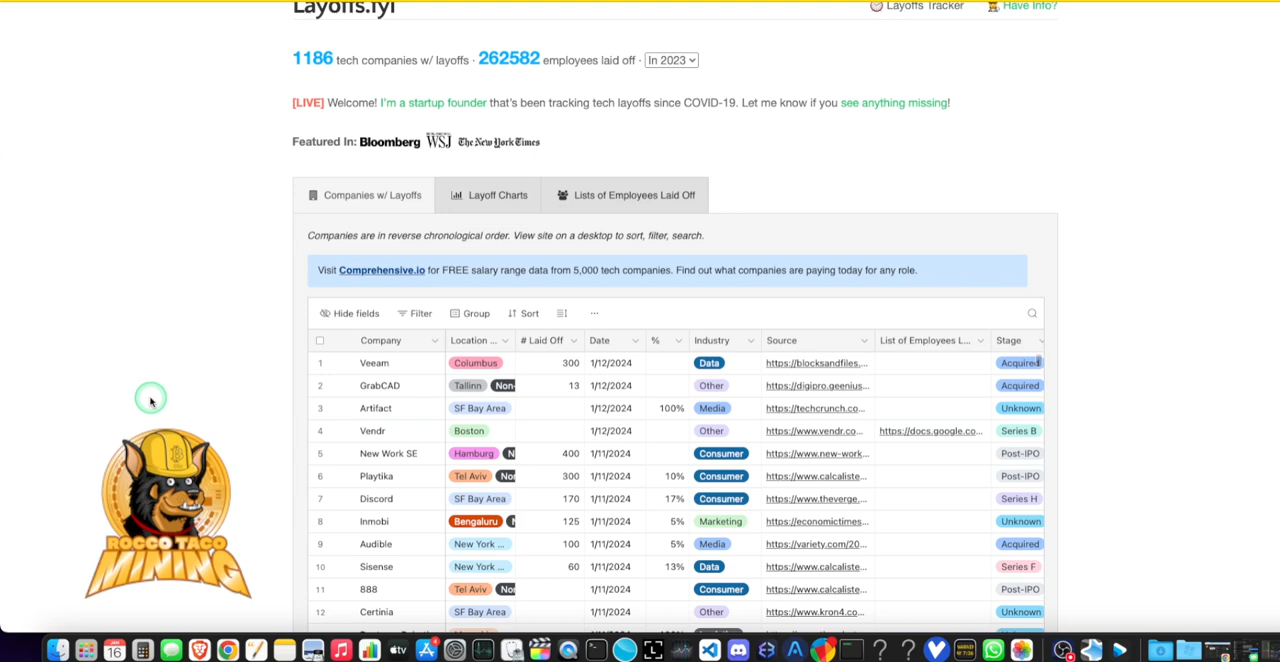 Layoffs.fyi
Layoffs Tracker
Have Info?
1186 tech companies w/ layoffs · 262582 employees laid off · In 2023
[LIVE] Welcome! I'm a startup founder that's been tracking tech layoffs since COVID-19. Let me know if you see anything missing!
Featured In: Bloomberg WSJ The New York Times
Companies w/ Layoffs
Layoff Charts
Lists of Employees Laid Off
Companies are in reverse chronological order. View site on a desktop to sort, filter, search.
Visit Comprehensive.io for FREE salary range data from 5,000 tech companies. Find out what companies are paying today for any role.
Hide fields Filter Group Sort ...
Company Location ... # Laid Off Date % Industry Source List of Employees L... Stage
1 Veeam Columbus 300 1/12/2024 Data https://blocksandfiles,... Acquired
2 GrabCAD Tallinn Non- 13 1/12/2024 Other https://digipro.geenius... Acquired
3 Artifact SF Bay Area 1/12/2024 100% Media https://techcrunch.co... Unknown
4 Vendr Boston 1/12/2024 Other https://www.vendr.co... https://docs.google.co... Series B
5 New Work SE Hamburg N 400 1/11/2024 Consumer https://www.new-work... Post-IPO
6 Playtika Tel Aviv Non 300 1/11/2024 10% Consumer https://www.calcaliste... Post-IPO
7 Discord SF Bay Area 170 1/11/2024 17% Consumer https://www.theverge.... Series H
8 Inmobi Bengaluru 125 1/11/2024 5% Marketing https://economictimes... Unknown
9 Audible New York ... 100 1/11/2024 5% Media https://variety.com/20... Acquired
10 Sisense New York ... 60 1/11/2024 13% Data https://www.calcaliste... Series F
11 888 Tel Aviv Non 1/11/2024 Consumer https://www.calcaliste... Post-IPO
12 Certinia SF Bay Area 1/11/2024 Other https://www.kron4.co... Unknown
ROCCO TACO
MINING
JAN
16
tv